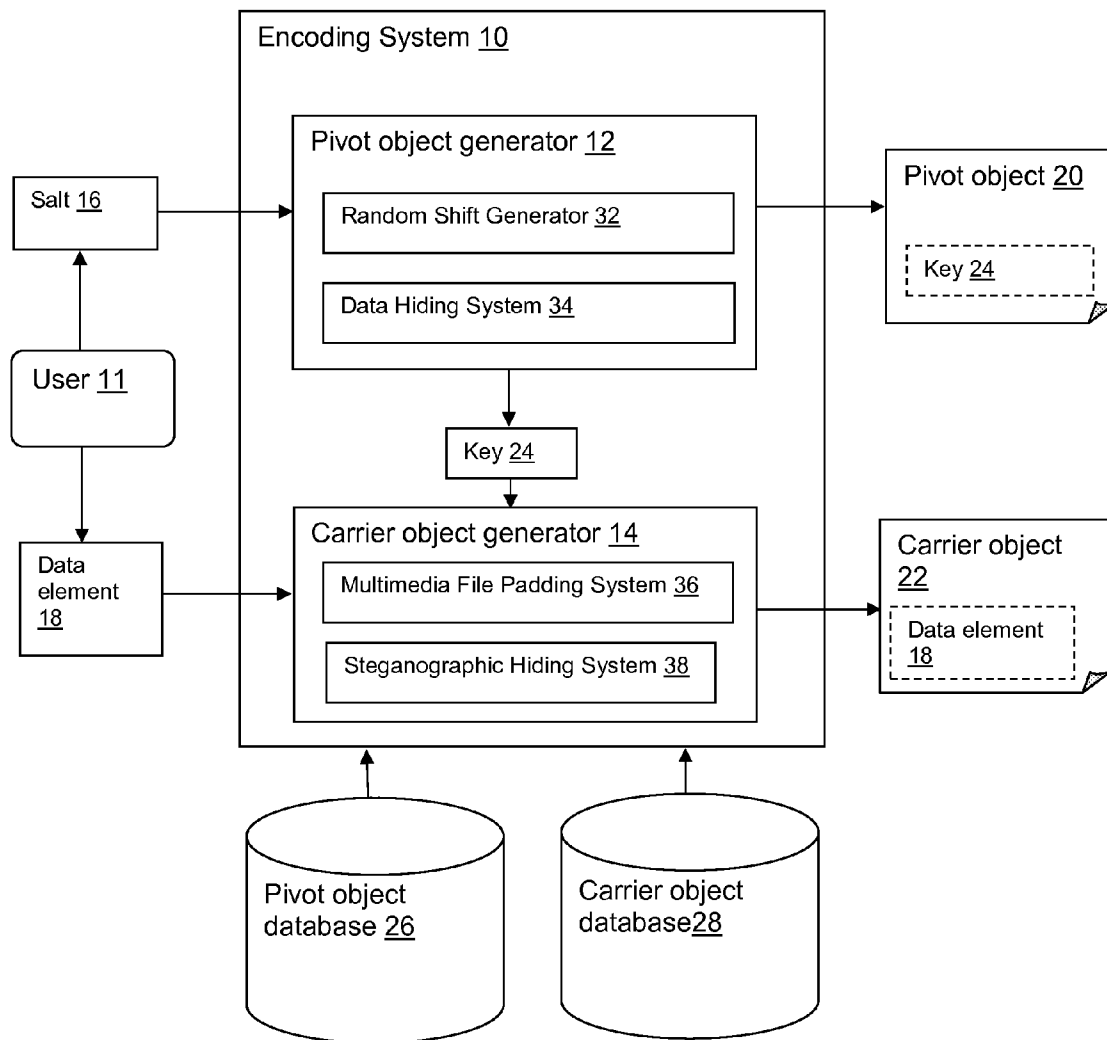 Encoding System 10
Pivot object generator 12
Random Shift Generator 32
Data Hiding System 34
Salt 16
User 11
Data
element
18
Pivot object 20
Key 24
Key 24
Carrier object generator 14
Multimedia File Padding System 36
Steganographic Hiding System 38
Carrier object
22
Data element
18
Pivot object
database 26
Carrier object
database28